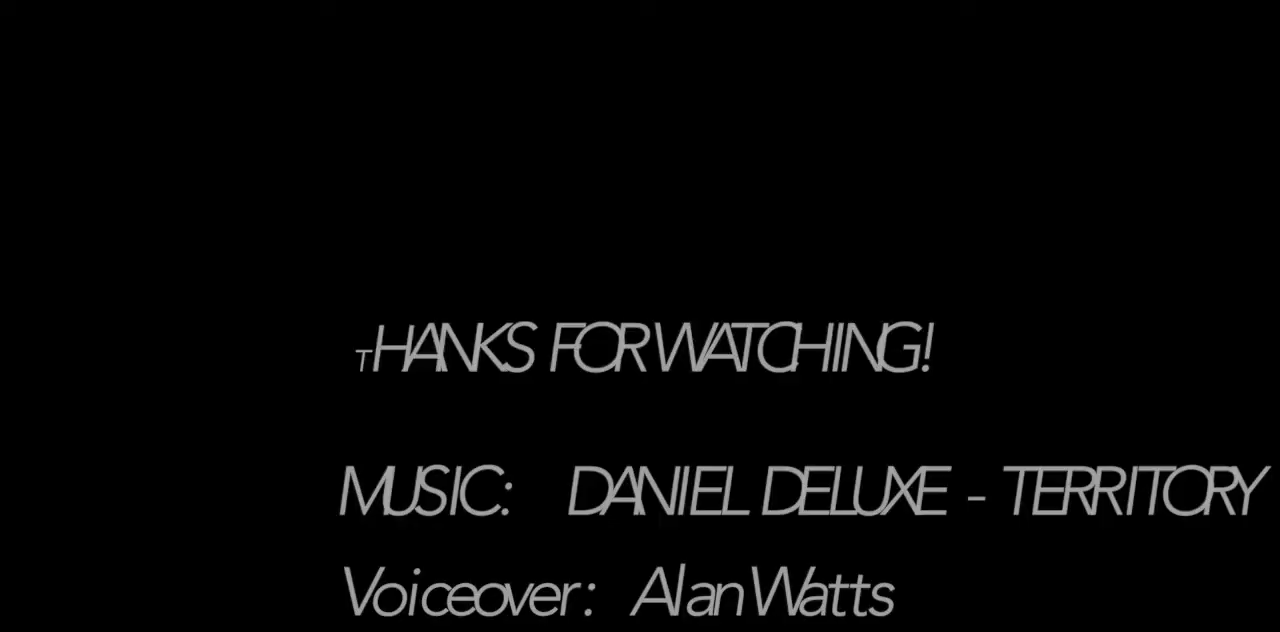 THANKS FOR WATCHING!
MUSIC: DANIEL DELUXE - TERRITORY
Voiceover: Alan Watts